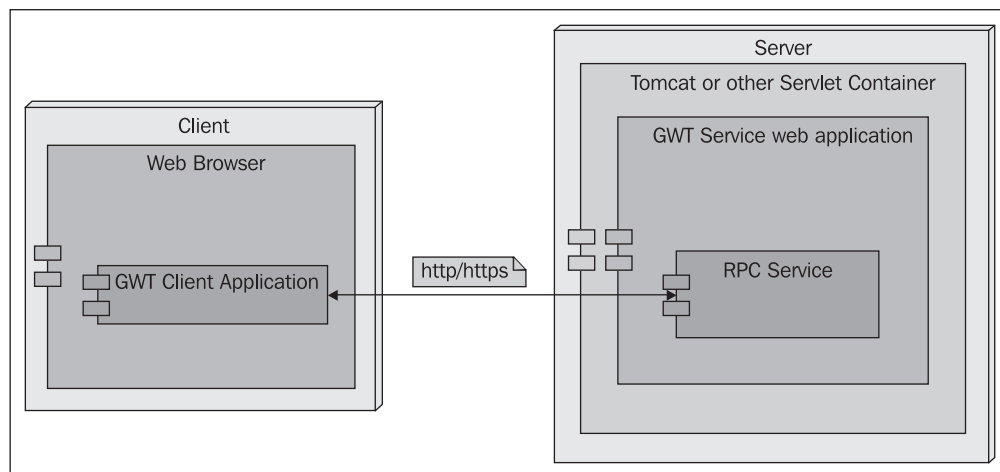 Client
Web Browser
GWT Client Application
http/https
Server
Tomcat or other Servlet Container
GWT Service web application
RPC Service